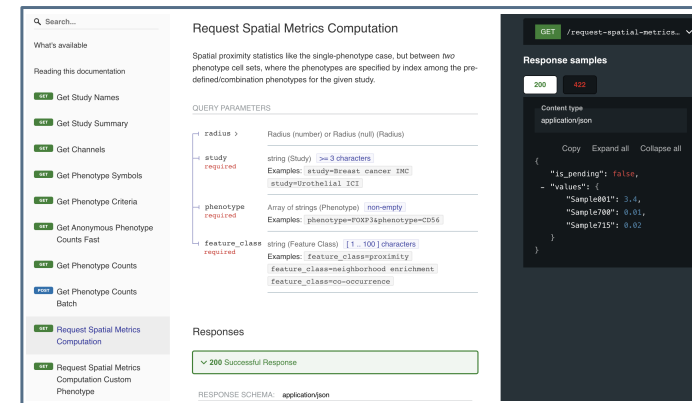 Search...
What's available
Reading this documentation
GET Get Study Names
GET Get Study Summary
GET Get Channels
GET Get Phenotype Symbols
GET Get Phenotype Criteria
GET Get Anonymous Phenotype
Counts Fast
GET Get Phenotype Counts
POST Get Phenotype Counts
Batch
GET Request Spatial Metrics
Computation
GET Request Spatial Metrics
Computation Custom
Phenotype
Request Spatial Metrics Computation
Spatial proximity statistics like the single-phenotype case, but between two
phenotype cell sets, where the phenotypes are specified by index among the pre-
defined/combination phenotypes for the given study.
QUERY PARAMETERS
radius > Radius (number) or Radius (null) (Radius)
study string (Study) >= 3 characters
required Examples: study=Breast cancer IMC
study=Urothelial ICI
phenotype Array of strings (Phenotype) non-empty
required Examples: phenotype=FOXP3&phenotype=CD56
feature_class string (Feature Class) [ 1 .. 100 ] characters
required Examples: feature_class=proximity
feature_class=neighborhood enrichment
feature_class=co-occurrence
Responses
200 Successful Response
RESPONSE SCHEMA: application/json
GET /request-spatial-metrics…
Response samples
200 422
Content type
application/json
Copy Expand all Collapse all
{
"is_pending": false,
- "values": {
"Sample001": 3.4,
"Sample700": 0.01,
"Sample715": 0.02
}
}